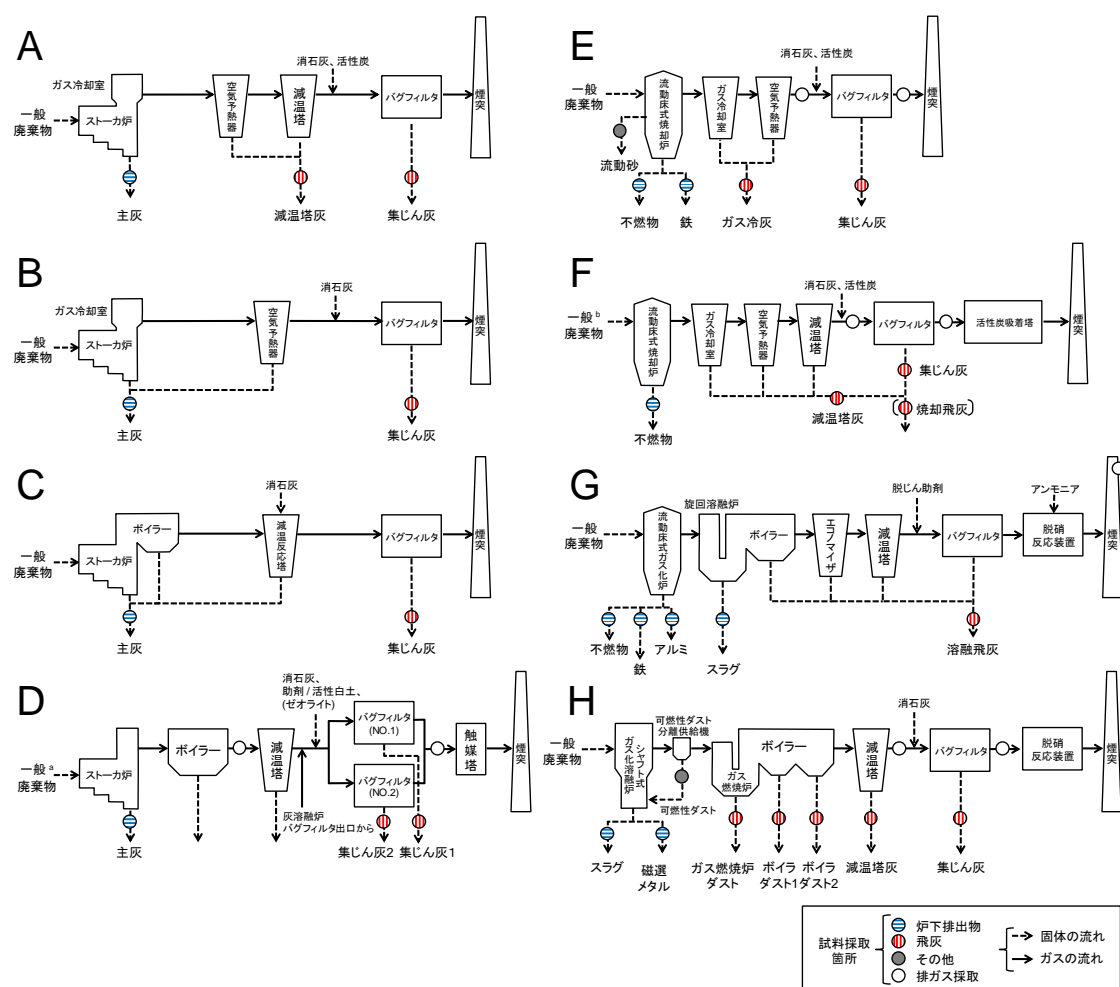 A
ガス冷却室
一般
廃棄物
ストーカ炉
空気予熱器
減温塔
消石灰、活性炭
バグフィルタ
煙突
主灰
減温塔灰
集じん灰
B
ガス冷却室
一般
廃棄物
ストーカ炉
空気予熱器
消石灰
バグフィルタ
煙突
主灰
集じん灰
C
一般
廃棄物
ストーカ炉
ボイラー
消石灰
減温反応塔
バグフィルタ
煙突
主灰
集じん灰
D
一般 a
廃棄物
ストーカ炉
ボイラー
減温塔
消石灰、
助剤/活性白土、
(ゼオライト)
バグフィルタ
(NO.1)
バグフィルタ
(NO.2)
触媒塔
煙突
灰溶融炉
バグフィルタ出口から
主灰
集じん灰2
集じん灰1
E
一般
廃棄物
流動床式焼却炉
ガス冷却室
空気予熱器
消石灰、活性炭
バグフィルタ
煙突
流動砂
不燃物
鉄
ガス冷灰
集じん灰
F
一般 b
廃棄物
流動床式焼却炉
ガス冷却室
空気予熱器
減温塔
消石灰、活性炭
バグフィルタ
活性炭吸着塔
煙突
集じん灰
減温塔灰
焼却飛灰
不燃物
G
一般
廃棄物
流動床式ガス化炉
旋回溶融炉
ボイラー
エコノマイザ
減温塔
脱じん助剤
バグフィルタ
アンモニア
脱硝
反応装置
煙突
不燃物
鉄
アルミ
スラグ
溶融飛灰
H
一般
廃棄物
シャフト式
ガス化溶融炉
可燃性ダスト
分離供給機
可燃性ダスト
ガス
燃焼炉
ボイラー
減温塔
消石灰
バグフィルタ
脱硝
反応装置
煙突
スラグ
磁選
メタル
ガス燃焼炉
ダスト
ボイラ
ダスト1
ボイラ
ダスト2
減温塔灰
集じん灰
試料採取
箇所
炉下排出物
飛灰
その他
排ガス採取
固体の流れ
ガスの流れ